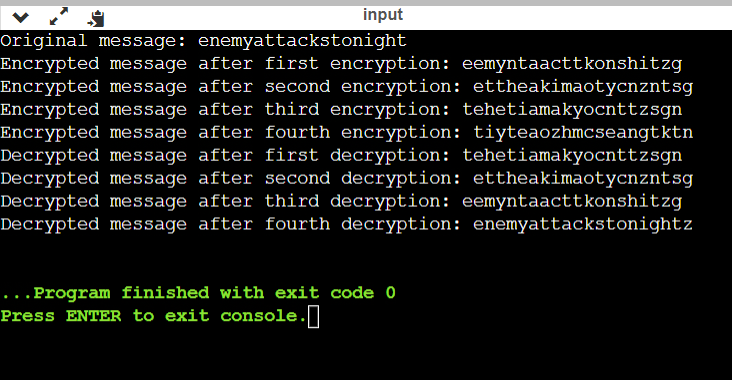 input
Original message: enemyattackstonight
Encrypted message after first encryption: eemyntaacttkonshitzg
Encrypted message after second encryption: ettheakimaotycnzntsg
Encrypted message after third encryption: tehetiamakyocnttzsgn
Encrypted message after fourth encryption: tiyteaozhmcseangtktn
Decrypted message after first decryption: tehetiamakyocnttzsgn
Decrypted message after second decryption: ettheakimaotycnzntsg
Decrypted message after third decryption: eemyntaacttkonshitzg
Decrypted message after fourth decryption: enemyattackstonightz
...Program finished with exit code 0
Press ENTER to exit console.